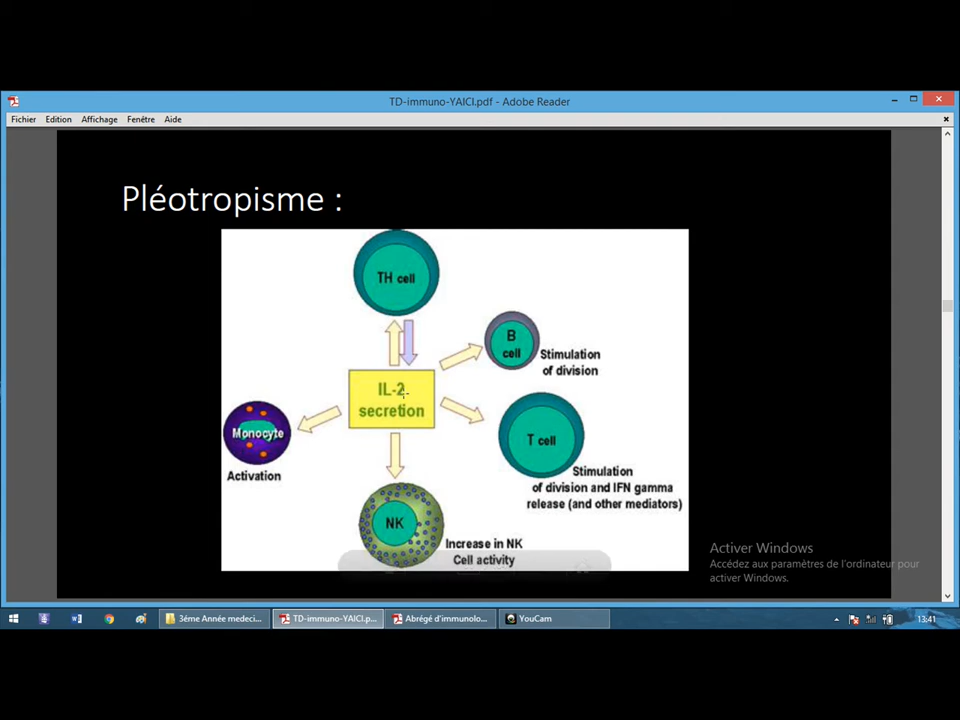 TD-immuno-YAICI.pdf - Adobe Reader
Fichier Edition Affichage Fenêtre Aide
Pléotropisme :
TH cell
B
cell
Stimulation
of division
IL-2
secretion
Monocyte
Activation
T cell
Stimulation
of division and IFN gamma
release (and other mediators)
NK
Increase in NK
Cell activity
Activer Windows
Accédez aux paramètres de l'ordinateur pour
activer Windows.
3éme Année medeci...
TD-immuno-YAICI.p...
Abrégé d'immunolo...
YouCam
13:41